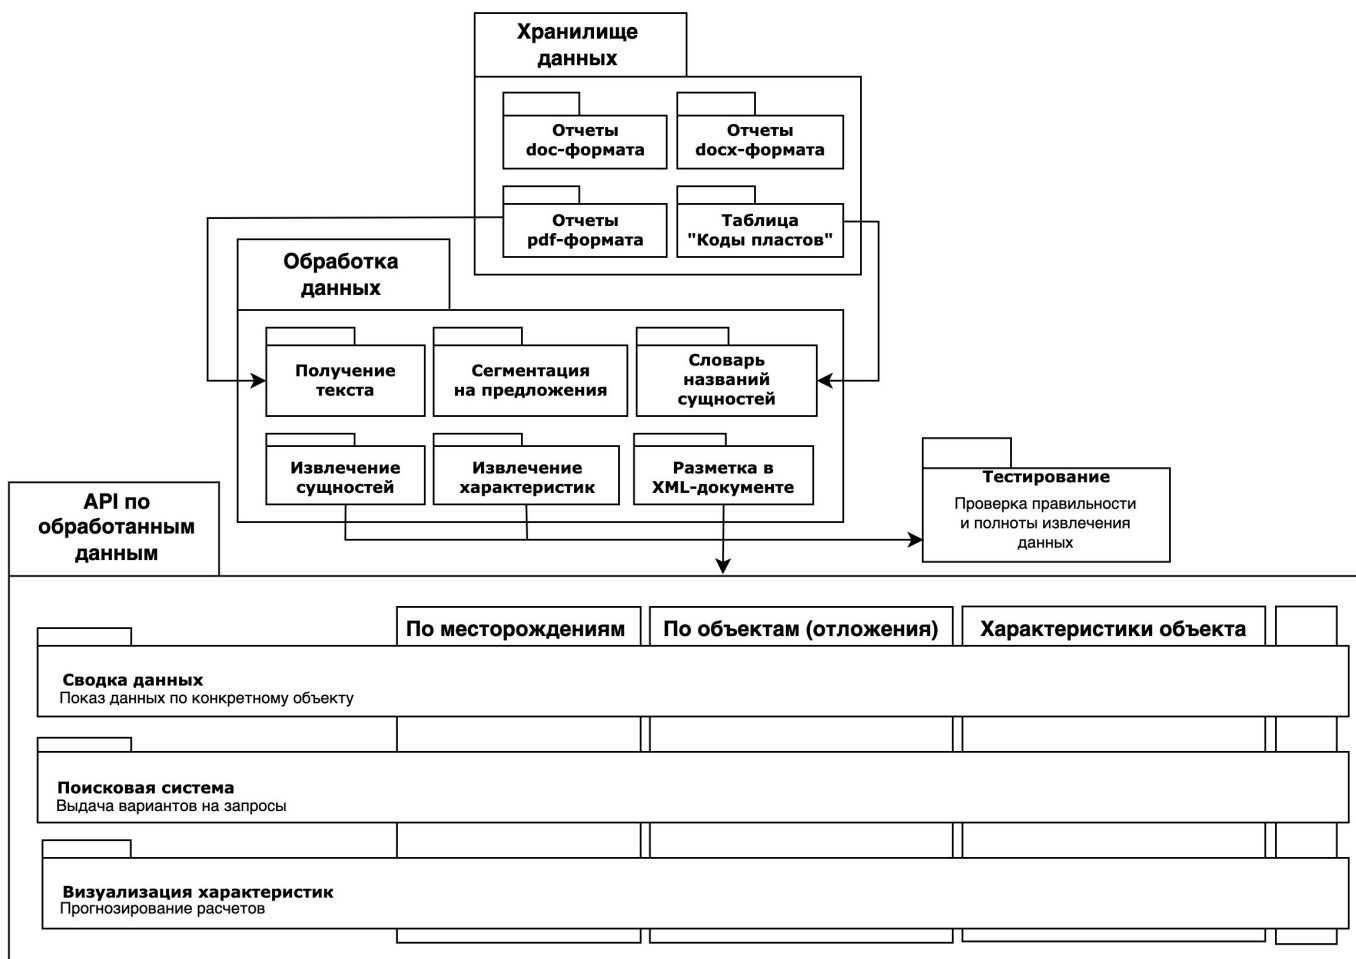 Хранилище
данных
Отчеты
doc-формата
Отчеты
docx-формата
Отчеты
pdf-формата
Таблица
"Коды пластов"
Обработка
данных
Получение
текста
Сегментация
на предложения
Словарь
названий
сущностей
Извлечение
сущностей
Извлечение
характеристик
Разметка в
XML-документе
Тестирование
Проверка правильности
и полноты извлечения
данных
API по
обработанным
данным
По месторождениям
По объектам (отложения)
Характеристики объекта
Сводка данных
Показ данных по конкретному объекту
Поисковая система
Выдача вариантов на запросы
Визуализация характеристик
Прогнозирование расчетов